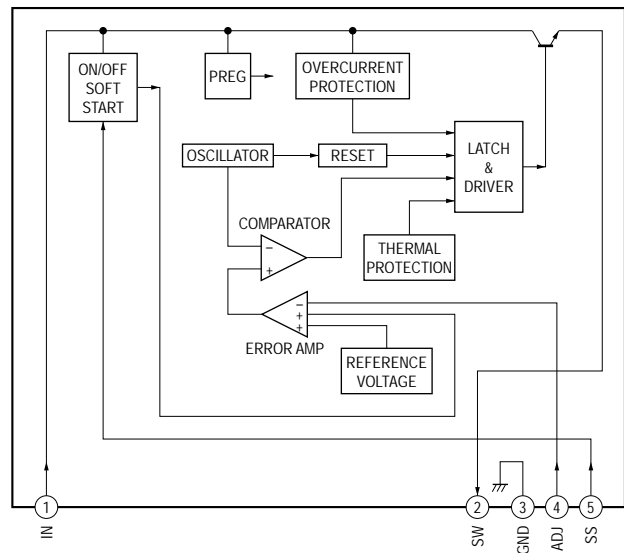 ON/OFF
SOFT
START
PREG
OVERCURRENT
PROTECTION
OSCILLATOR
RESET
LATCH
&
DRIVER
COMPARATOR
−
+
THERMAL
PROTECTION
−
+
+
ERROR AMP
REFERENCE
VOLTAGE
1
2
3
4
5
IN
SW
GND
ADJ
SS